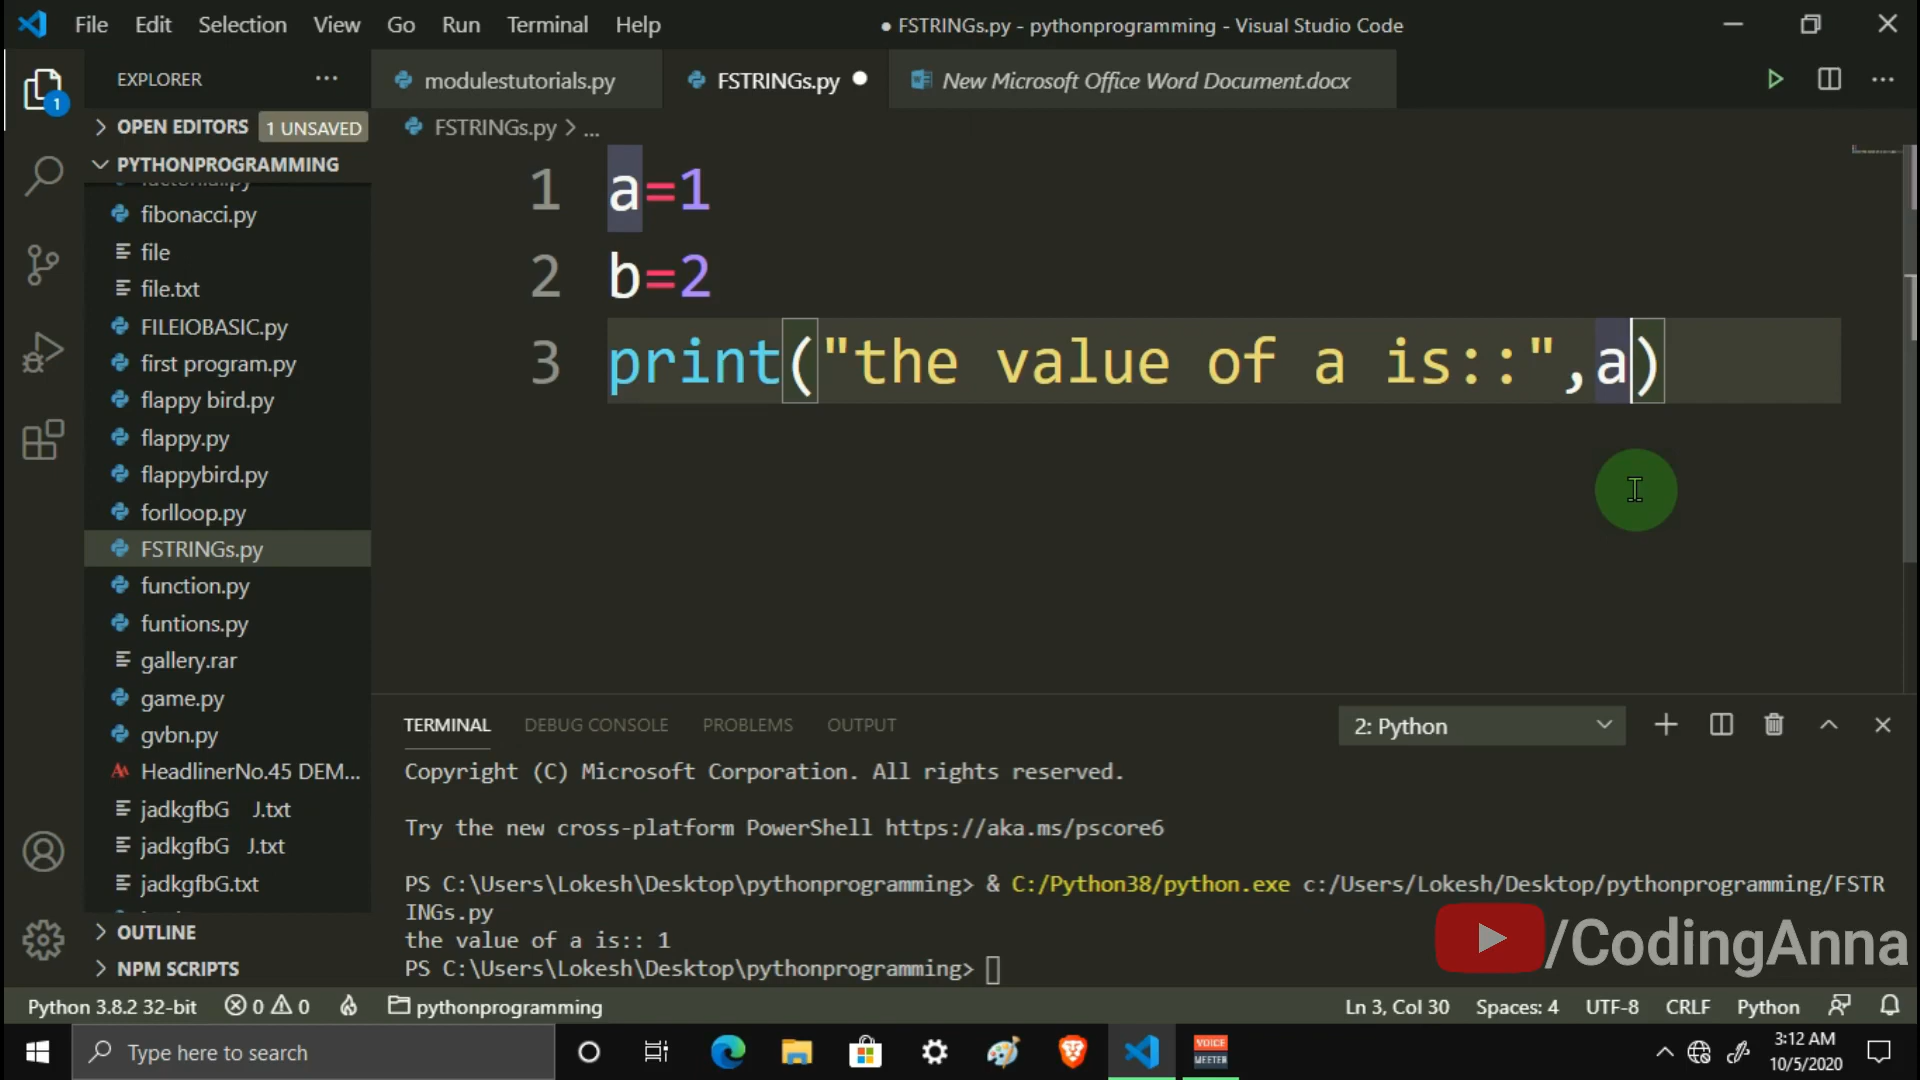 File Edit Selection View Go Run Terminal Help ● FSTRINGs.py - pythonprogramming - Visual Studio Code
EXPLORER ···
modulestutorials.py FSTRINGs.py ● New Microsoft Office Word Document.docx
1
OPEN EDITORS 1 UNSAVED
FSTRINGs.py > ...
PYTHONPROGRAMMING
factorial.py
fibonacci.py
file
file.txt
FILEIOBASIC.py
first program.py
flappy bird.py
flappy.py
flappybird.py
forlloop.py
FSTRINGs.py
function.py
funtions.py
gallery.rar
game.py
gvbn.py
HeadlinerNo.45 DEM...
jadkgfbG J.txt
jadkgfbG J.txt
jadkgfbG.txt
OUTLINE
NPM SCRIPTS
1 a=1
2 b=2
3 print("the value of a is::",a)
TERMINAL DEBUG CONSOLE PROBLEMS OUTPUT 2: Python
Copyright (C) Microsoft Corporation. All rights reserved.
Try the new cross-platform PowerShell https://aka.ms/pscore6
PS C:\Users\Lokesh\Desktop\pythonprogramming> & C:/Python38/python.exe c:/Users/Lokesh/Desktop/pythonprogramming/FSTR
INGs.py
the value of a is:: 1
PS C:\Users\Lokesh\Desktop\pythonprogramming>
/CodingAnna
Python 3.8.2 32-bit 0 0 pythonprogramming Ln 3, Col 30 Spaces: 4 UTF-8 CRLF Python
Type here to search
VOICE
MEETER
3:12 AM
10/5/2020